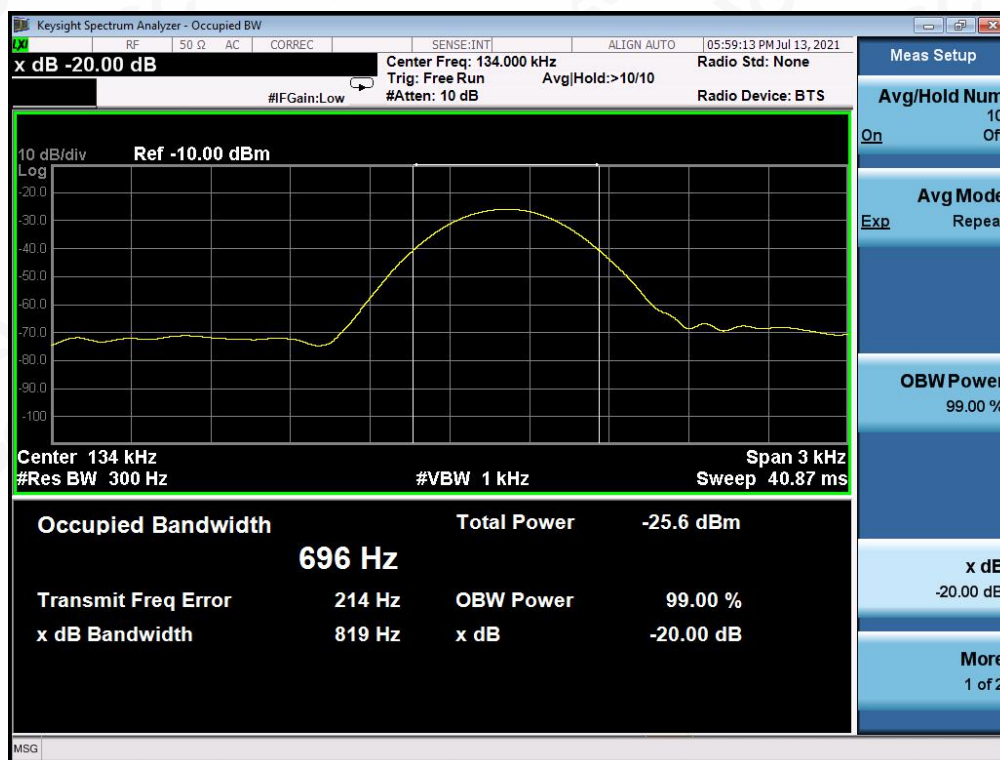 Keysight Spectrum Analyzer - Occupied BW
LXI RF 50 Ω AC CORREC SENSE:INT ALIGN AUTO 05:59:13 PM Jul 13, 2021
x dB -20.00 dB
Center Freq: 134.000 kHz Radio Std: None
Trig: Free Run Avg|Hold:>10/10
#IFGain:Low #Atten: 10 dB Radio Device: BTS
10 dB/div Ref -10.00 dBm
Log
-20.0
-30.0
-40.0
-50.0
-60.0
-70.0
-80.0
-90.0
-100
Center 134 kHz Span 3 kHz
#Res BW 300 Hz #VBW 1 kHz Sweep 40.87 ms
Occupied Bandwidth Total Power -25.6 dBm
696 Hz
Transmit Freq Error 214 Hz OBW Power 99.00 %
x dB Bandwidth 819 Hz x dB -20.00 dB
MSG
Meas Setup
Avg/Hold Num
10
On Of
Avg Mode
Exp Repea
OBW Power
99.00 %
x dB
-20.00 dB
More
1 of 2